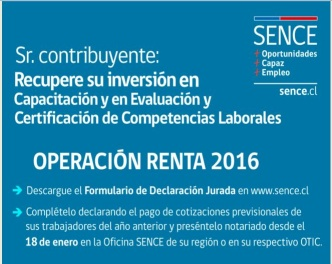 SENCE
+ Oportunidades
+ Capaz
+ Empleo
sence.cl
Sr. contribuyente:
Recupere su inversión en
Capacitación y en Evaluación y
Certificación de Competencias Laborales
OPERACIÓN RENTA 2016
→ Descargue el Formulario de Declaración Jurada en www.sence.cl
→ Complételo declarando el pago de cotizaciones previsionales de
sus trabajadores del año anterior y preséntelo notariado desde el
18 de enero en la Oficina SENCE de su región o en su respectivo OTIC.